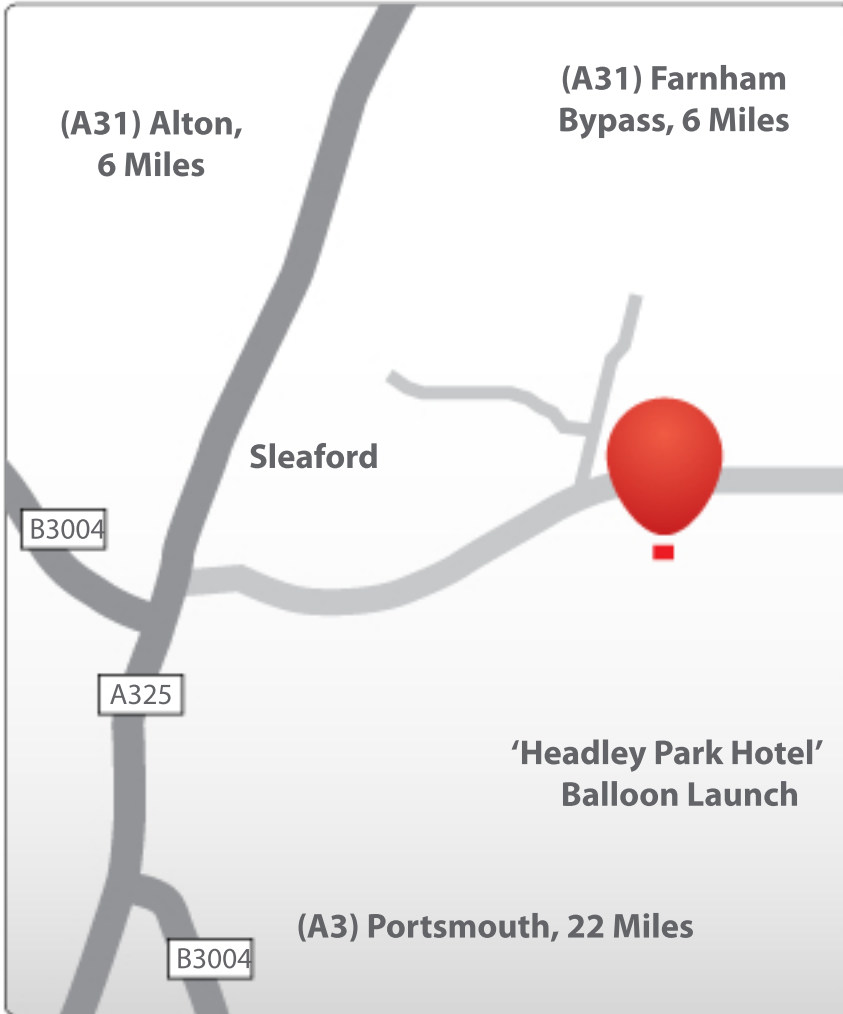 (A31) Farnham
Bypass, 6 Miles
(A31) Alton,
6 Miles
Sleaford
B3004
A325
‘Headley Park Hotel’
Balloon Launch
(A3) Portsmouth, 22 Miles
B3004